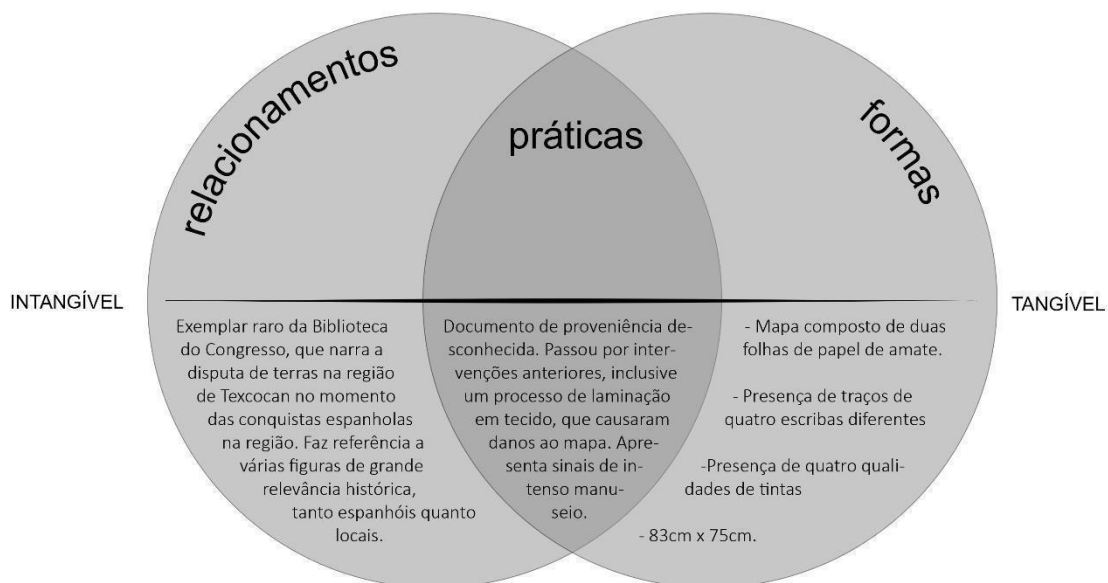 relacionamentos
práticas
formas
INTANGÍVEL
TANGÍVEL
Exemplar raro da Biblioteca
do Congresso, que narra a
disputa de terras na região
de Texcocan no momento
das conquistas espanholas
na região. Faz referência a
várias figuras de grande
relevância histórica,
tanto espanhóis quanto
locais.
Documento de proveniência de-
sconhecida. Passou por inter-
venções anteriores, inclusive
um processo de laminação
em tecido, que causaram
danos ao mapa. Apre-
senta sinais de in-
tenso manu-
seio.
- Mapa composto de duas
folhas de papel de amate.
- Presença de traços de
quatro escribas diferentes
-Presença de quatro quali-
dades de tintas
- 83cm x 75cm.